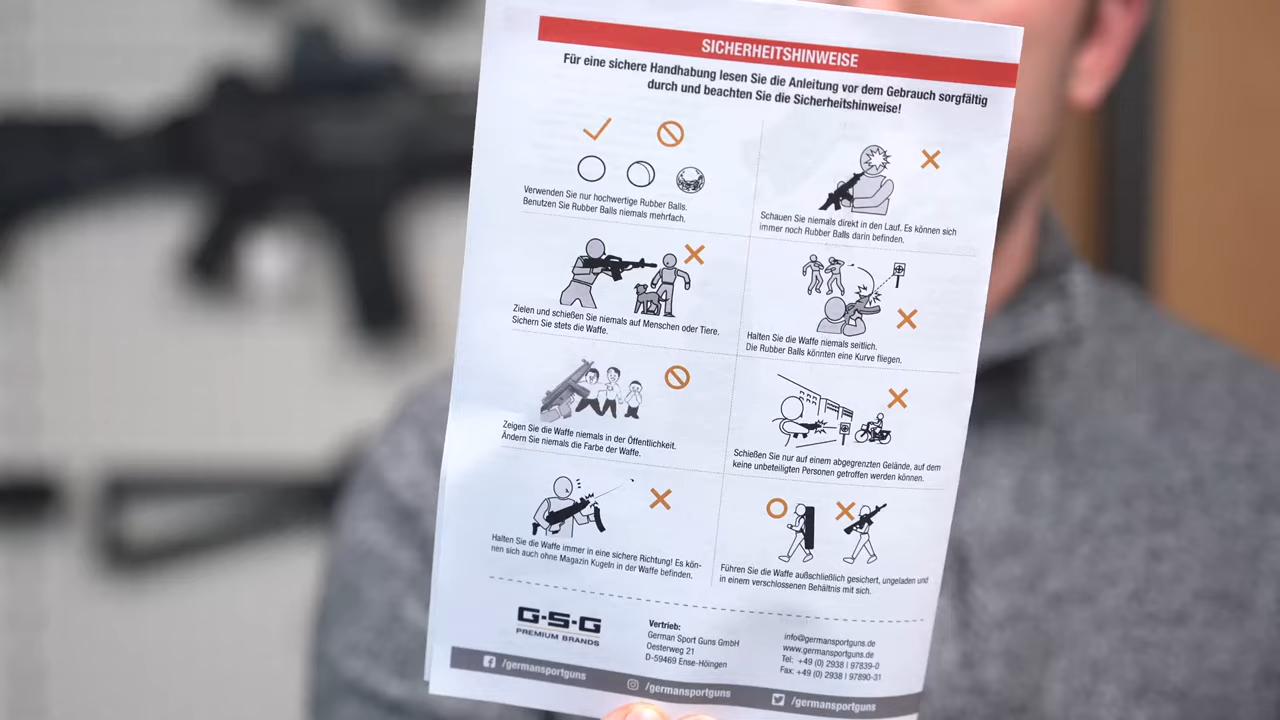 SICHERHEITSHINWEISE
Für eine sichere Handhabung lesen Sie die Anleitung vor dem Gebrauch sorgfältig
durch und beachten Sie die Sicherheitshinweise!
Verwenden Sie nur hochwertige Rubber Balls.
Benutzen Sie Rubber Balls niemals mehrfach.
Schauen Sie niemals direkt in den Lauf. Es können sich
immer noch Rubber Balls darin befinden.
Zielen und schießen Sie niemals auf Menschen oder Tiere.
Sichern Sie stets die Waffe.
Halten Sie die Waffe niemals seitlich.
Die Rubber Balls könnten eine Kurve fliegen.
Zeigen Sie die Waffe niemals in der Öffentlichkeit.
Ändern Sie niemals die Farbe der Waffe.
Schießen Sie nur auf einem abgegrenzten Gelände, auf dem
keine unbeteiligten Personen getroffen werden können.
Halten Sie die Waffe immer in eine sichere Richtung! Es kön-
nen sich auch ohne Magazin Kugeln in der Waffe befinden.
Führen Sie die Waffe außschließlich gesichert, ungeladen und
in einem verschlossenen Behältnis mit sich.
G·S·G
PREMIUM BRANDS
Vertrieb:
German Sport Guns GmbH
Oesterweg 21
D-59469 Ense-Höingen
info@germansportguns.de
www.germansportguns.de
Tel: +49 (0) 2938 | 97839-0
Fax: +49 (0) 2938 | 97890-31
/germansportguns
/germansportguns
/germansportguns